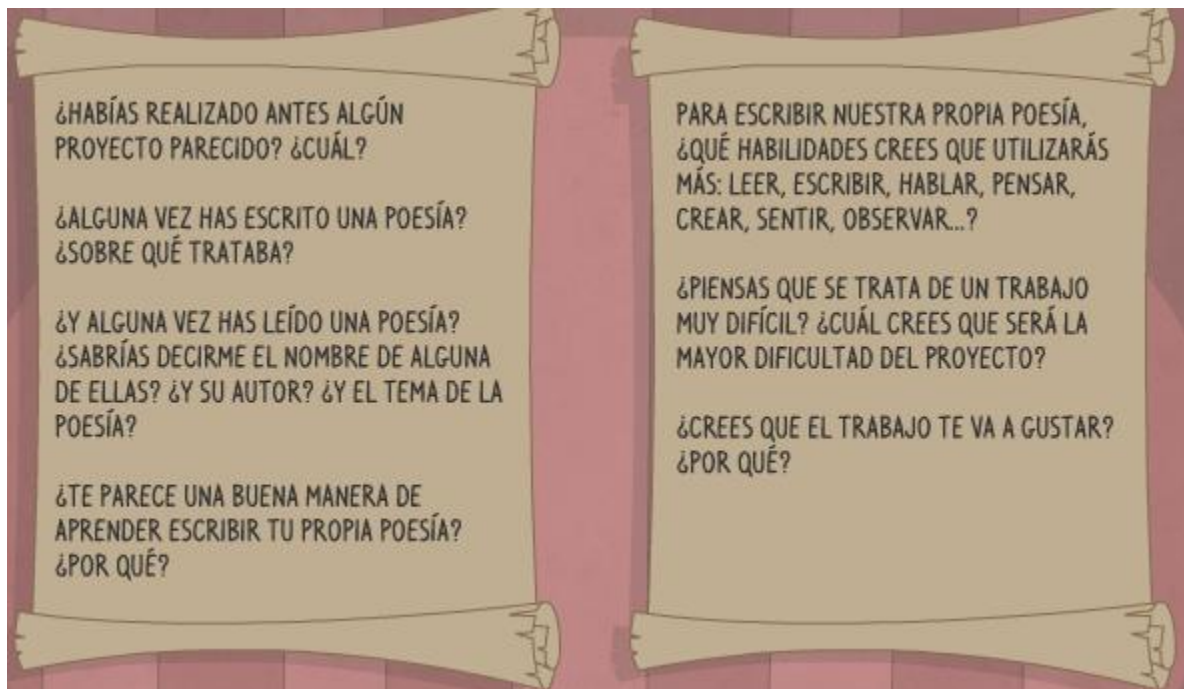 ¿HABÍAS REALIZADO ANTES ALGÚN
PROYECTO PARECIDO? ¿CUÁL?
¿ALGUNA VEZ HAS ESCRITO UNA POESÍA?
¿SOBRE QUÉ TRATABA?
¿Y ALGUNA VEZ HAS LEÍDO UNA POESÍA?
¿SABRÍAS DECIRME EL NOMBRE DE ALGUNA
DE ELLAS? ¿Y SU AUTOR? ¿Y EL TEMA DE LA
POESÍA?
¿TE PARECE UNA BUENA MANERA DE
APRENDER ESCRIBIR TU PROPIA POESÍA?
¿POR QUÉ?
PARA ESCRIBIR NUESTRA PROPIA POESÍA,
¿QUÉ HABILIDADES CREES QUE UTILIZARÁS
MÁS: LEER, ESCRIBIR, HABLAR, PENSAR,
CREAR, SENTIR, OBSERVAR...?
¿PIENSAS QUE SE TRATA DE UN TRABAJO
MUY DIFÍCIL? ¿CUÁL CREES QUE SERÁ LA
MAYOR DIFICULTAD DEL PROYECTO?
¿CREES QUE EL TRABAJO TE VA A GUSTAR?
¿POR QUÉ?